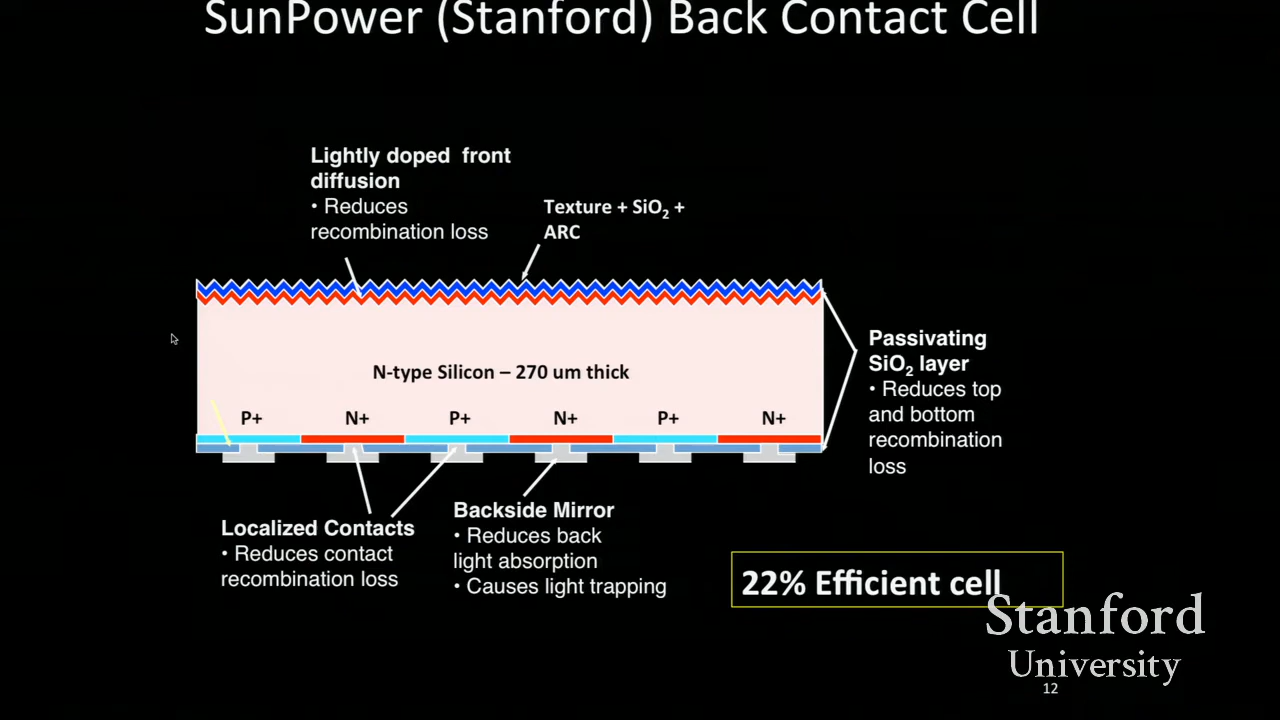 SunPower (Stanford) Back Contact Cell
Lightly doped front
diffusion
• Reduces
recombination loss
Texture + SiO₂ +
ARC
Passivating
SiO₂ layer
• Reduces top
and bottom
recombination
loss
N-type Silicon – 270 um thick
P+ N+ P+ N+ P+ N+
Localized Contacts
• Reduces contact
recombination loss
Backside Mirror
• Reduces back
light absorption
• Causes light trapping
22% Efficient cell
Stanford
University
12